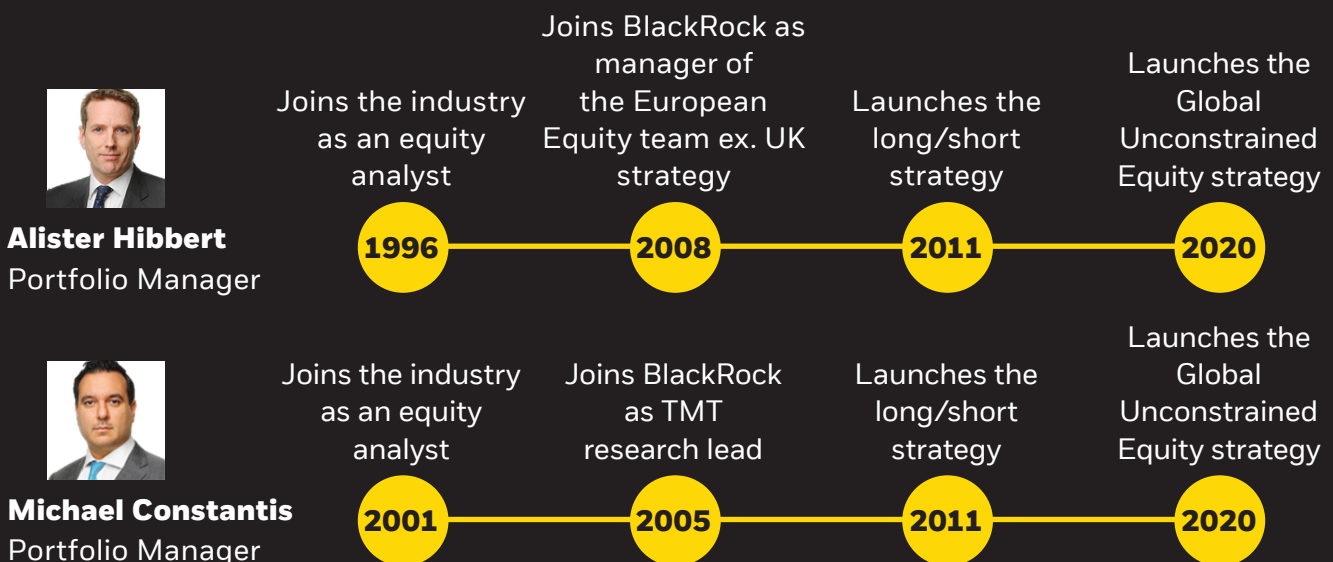 Joins the industry
as an equity
analyst
Joins BlackRock as
manager of
the European
Equity team ex. UK
strategy
Launches the
long/short
strategy
Launches the
Global
Unconstrained
Equity strategy
Alister Hibbert
Portfolio Manager
1996
2008
2011
2020
Joins the industry
as an equity
analyst
Joins BlackRock
as TMT
research lead
Launches the
long/short
strategy
Launches the
Global
Unconstrained
Equity strategy
Michael Constantis
Portfolio Manager
2001
2005
2011
2020